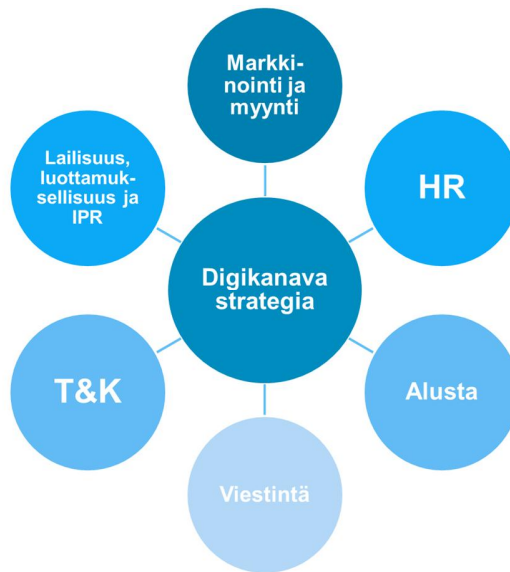 Markki-
nointi ja
myynti
Lailisuus,
luottamuk-
sellisuus ja
IPR
HR
Digikanava
strategia
T&K
Alusta
Viestintä